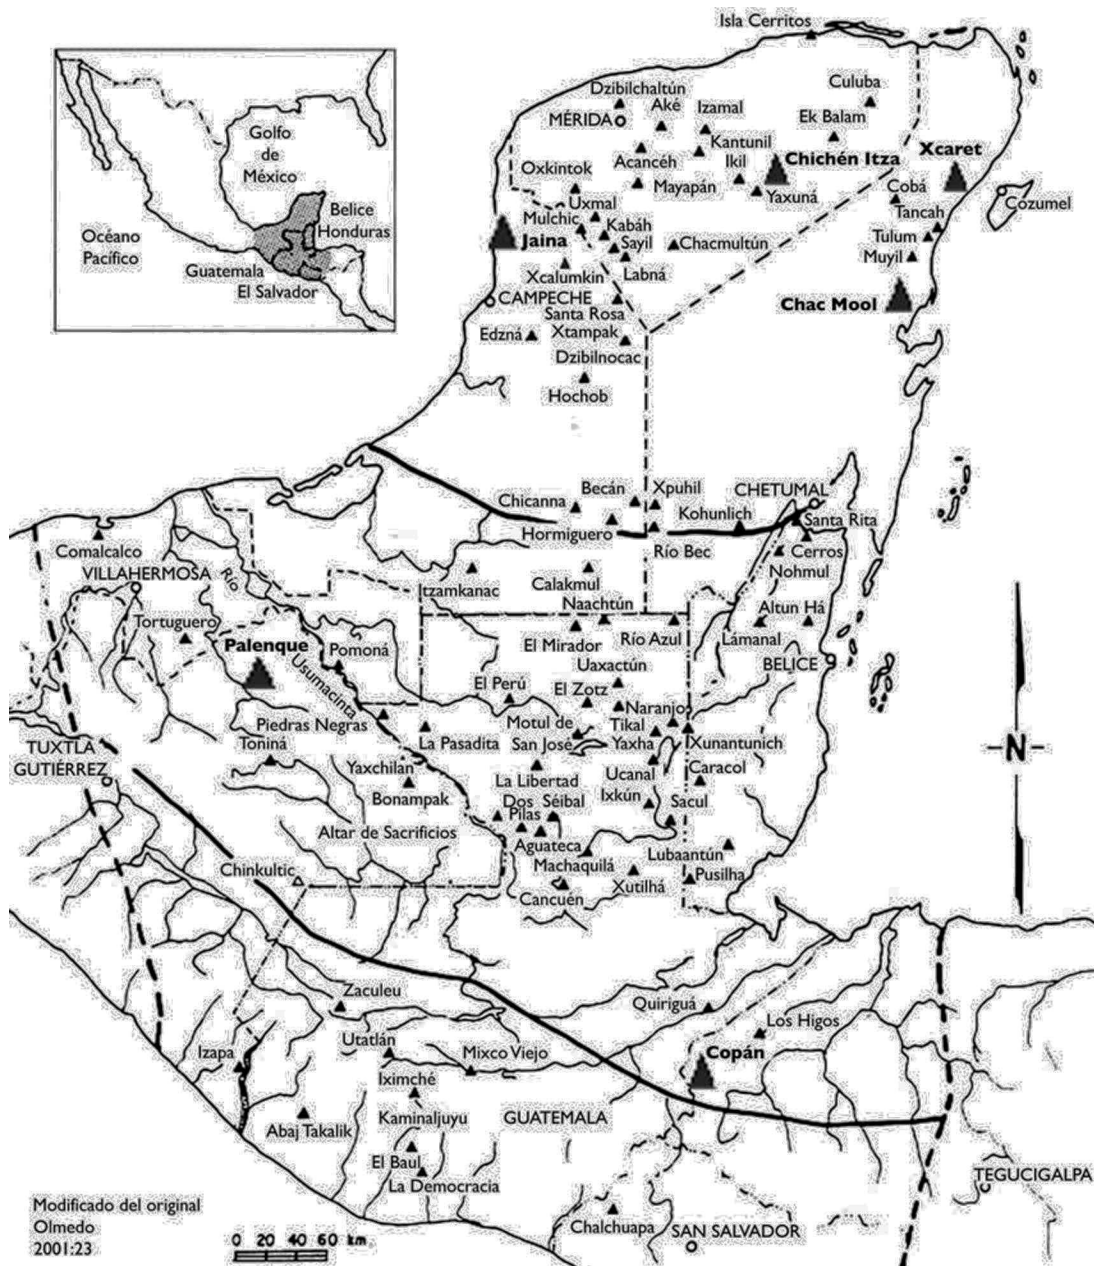 Isla Cerritos
Culuba
Dzibilchaltún
Aké
Izamal
Ek Balam
MÉRIDA
Kantunil
Chichén Itza
Xcaret
Acancéh
Ikil
Oxkintok
Mayapán
Yaxuná
Cobá
Cozumel
Uxmal
Tancah
Mulchic
Kabáh
Jaina
Sayil
Chacmultún
Tulum
Muyil
Xcalumkin
Labná
CAMPECHE
Chac Mool
Santa Rosa
Xtampak
Edzná
Dzibilnocac
Hochob
Golfo
de
México
Belice
Honduras
Océano
Pacífico
Guatemala
El Salvador
Becán
Xpuhil
CHETUMAL
Chicanna
Kohunlich
Santa Rita
Hormiguero
Río Bec
Cerros
Comalcalco
Nohmul
VILLAHERMOSA
Río
Itzamkanac
Calakmul
Naachtún
Altun Há
Tortuguero
El Mirador
Río Azul
Lámanal
Palenque
Pomoná
Uaxactún
BELICE
Usumacinta
El Perú
El Zotz
Naranjo
Piedras Negras
Motul de
San José
Tikal
La Pasadita
Yaxha
Xunantunich
TUXTLA
GUTIÉRREZ
Toniná
Yaxchilan
La Libertad
Ucanal
Caracol
Bonampak
Dos
Pilas
Séibal
Ixkún
Sacul
Altar de Sacrificios
Aguateca
Lubaantún
Chinkultic
Machaquilá
Pusilha
Cancuén
Xutilhá
Zaculeu
Quiriguá
Los Higos
Utatlán
Mixco Viejo
Copán
Izapa
Iximché
Kaminaljuyu
GUATEMALA
Abaj Takalik
El Baul
La Democracia
TEGUCIGALPA
Chalchuapa
SAN SALVADOR
N
Modificado del original
Olmedo
2001:23
0 20 40 60 km.